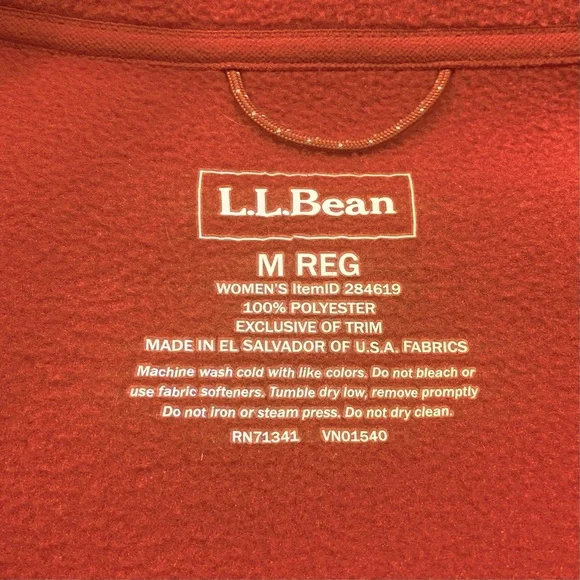 L.L.Bean
M REG
WOMEN'S ItemID 284619
100% POLYESTER
EXCLUSIVE OF TRIM
MADE IN EL SALVADOR OF U.S.A. FABRICS
Machine wash cold with like colors. Do not bleach or
use fabric softeners. Tumble dry low, remove promptly
Do not iron or steam press. Do not dry clean.
RN71341 VN01540